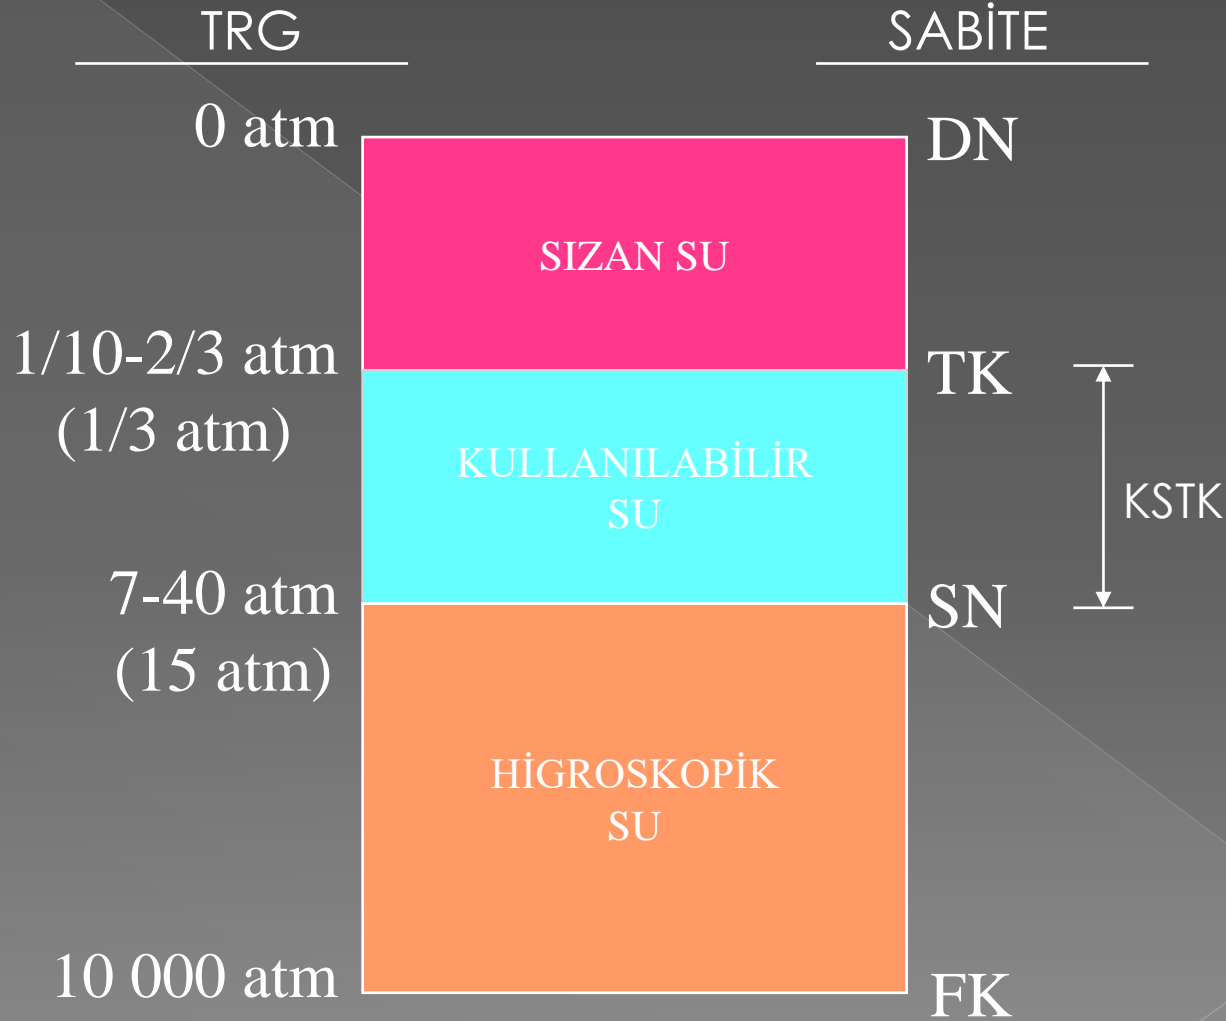 TRG
SABİTE
0 atm
DN
SIZAN SU
1/10-2/3 atm
(1/3 atm)
TK
KULLANILABİLİR
SU
KSTK
7-40 atm
(15 atm)
SN
HİGROSKOPİK
SU
10 000 atm
FK